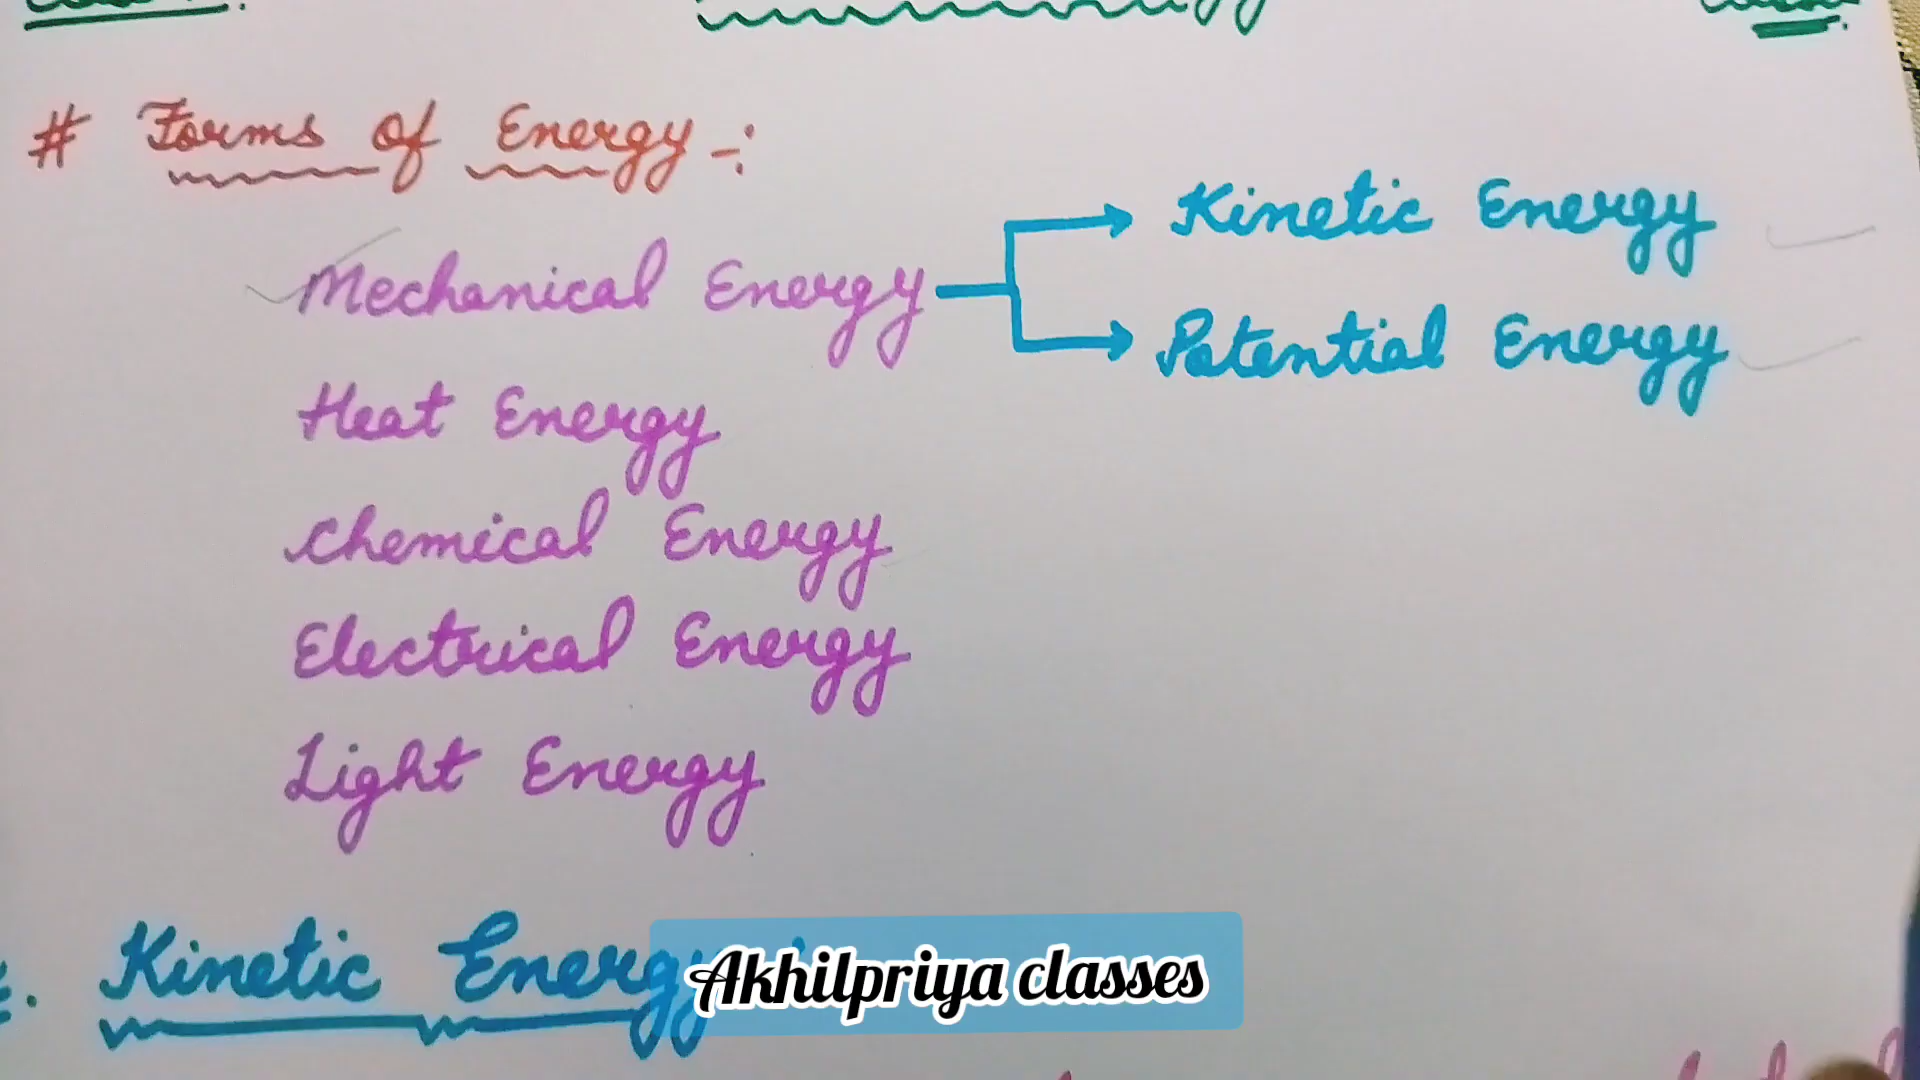 # Forms of Energy -:
Mechanical Energy
Kinetic Energy
Potential Energy
Heat Energy
Chemical Energy
Electrical Energy
Light Energy
Kinetic Energy
Akhilpriya classes